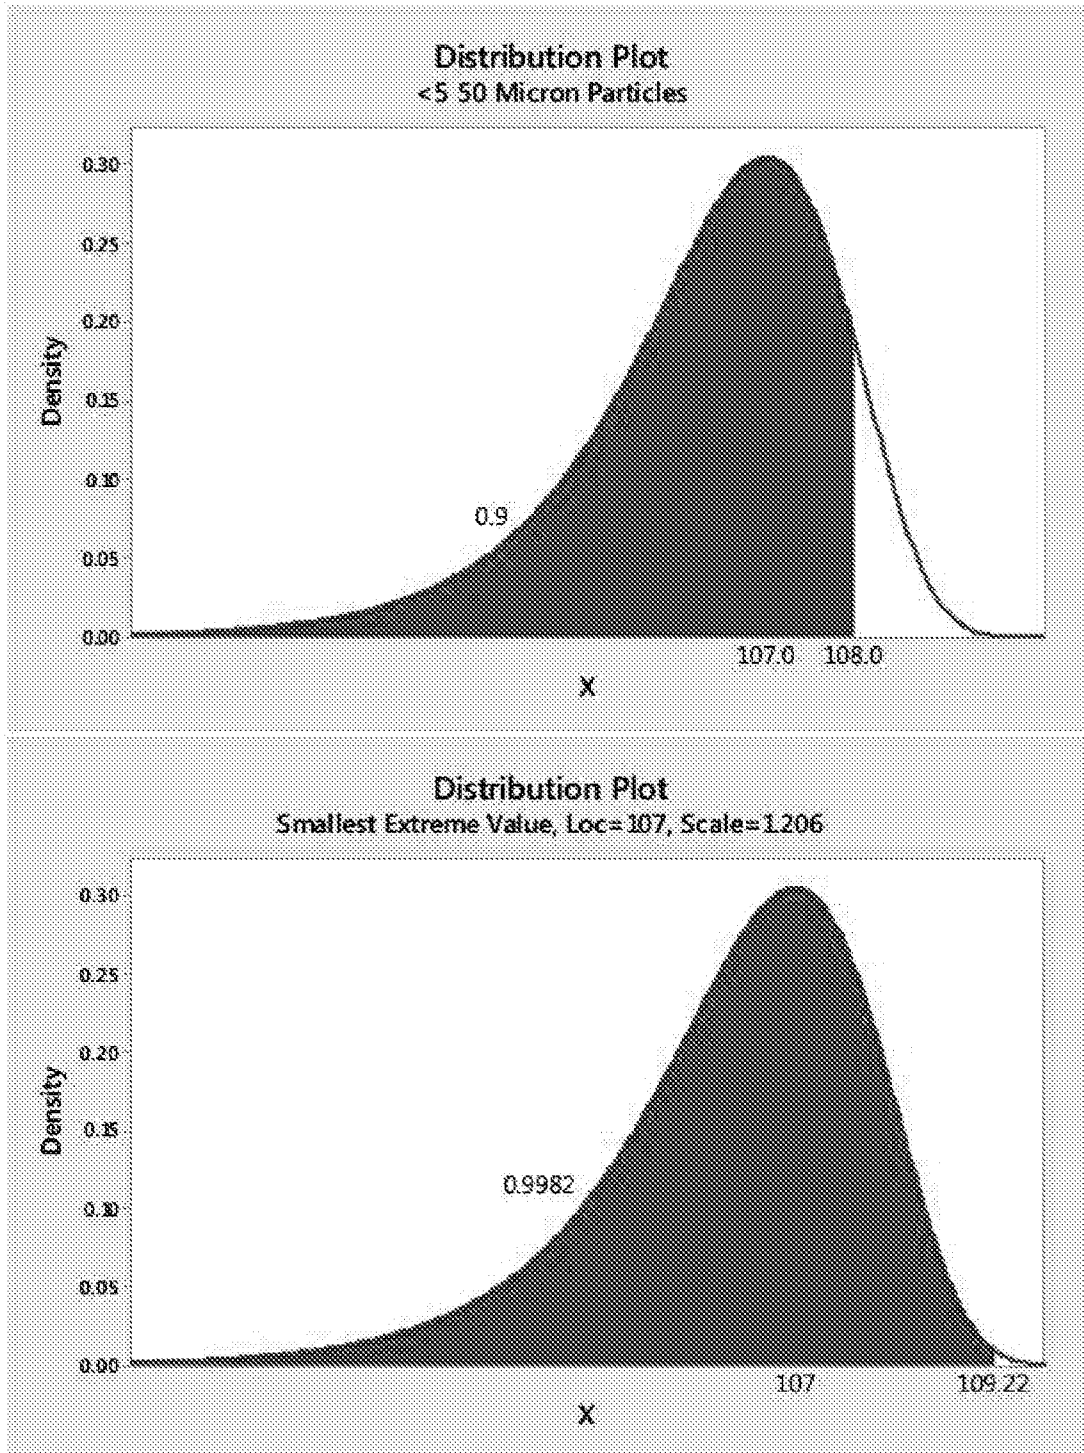 Distribution Plot
<5 50 Micron Particles
0.30
0.25
0.20
0.15
0.10
0.05
0.00
Density
0.9
107.0 108.0
X
Distribution Plot
Smallest Extreme Value, Loc=107, Scale=1.206
0.30
0.25
0.20
0.15
0.10
0.05
0.00
Density
0.9982
107 109.22
X